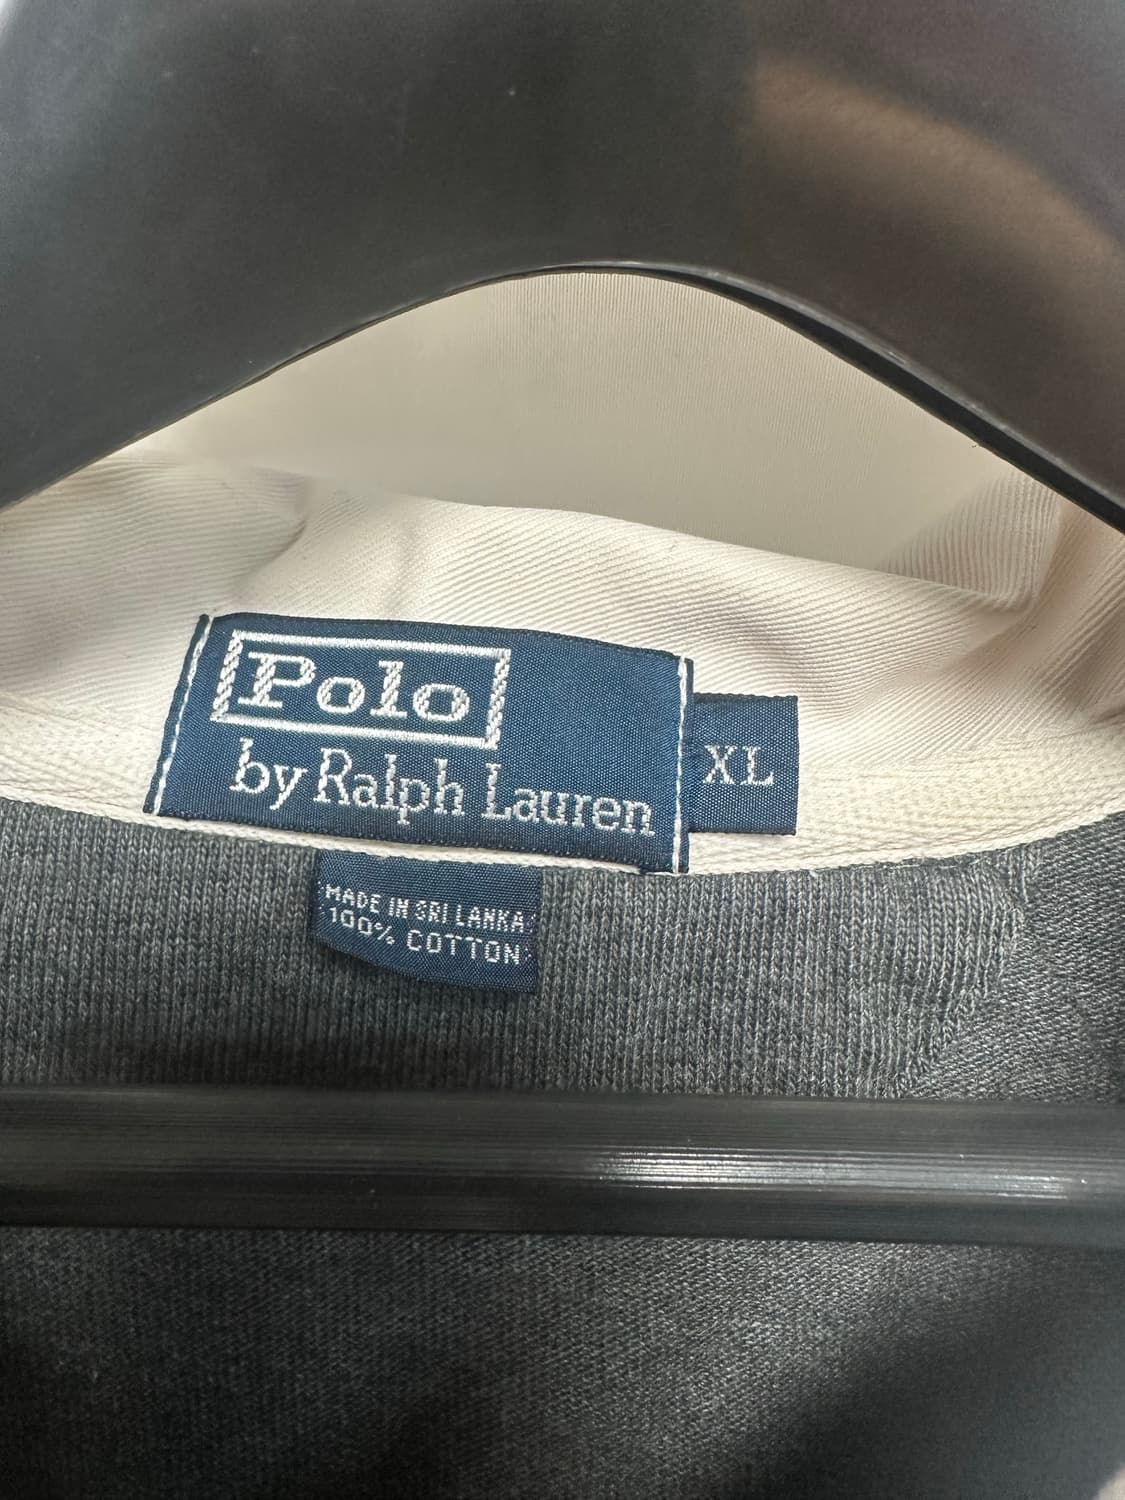 Polo
by Ralph Lauren
XL
MADE IN SRI LANKA
100% COTTON